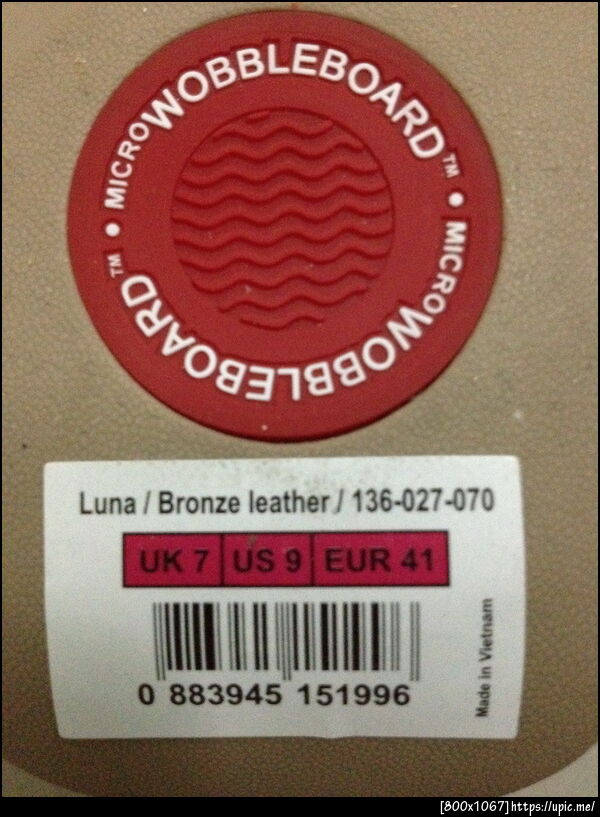 MICROWOBBLEBOARD™ •
MICROWOBBLEBOARD™ •
Luna / Bronze leather / 136-027-070
UK 7 US 9 EUR 41
0 883945 151996
Made in Vietnam
[800x1067]https://upic.me/